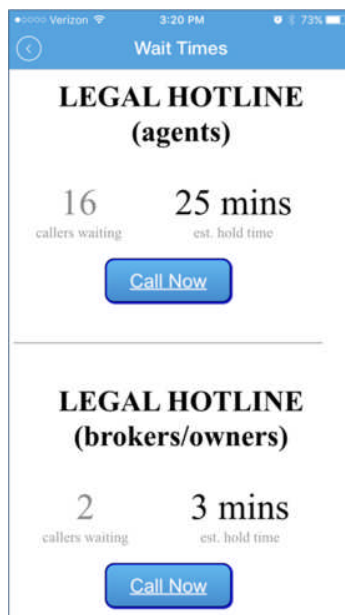 Verizon 3:20 PM 73%
Wait Times
LEGAL HOTLINE
(agents)
16 25 mins
callers waiting est. hold time
Call Now
LEGAL HOTLINE
(brokers/owners)
2 3 mins
callers waiting est. hold time
Call Now